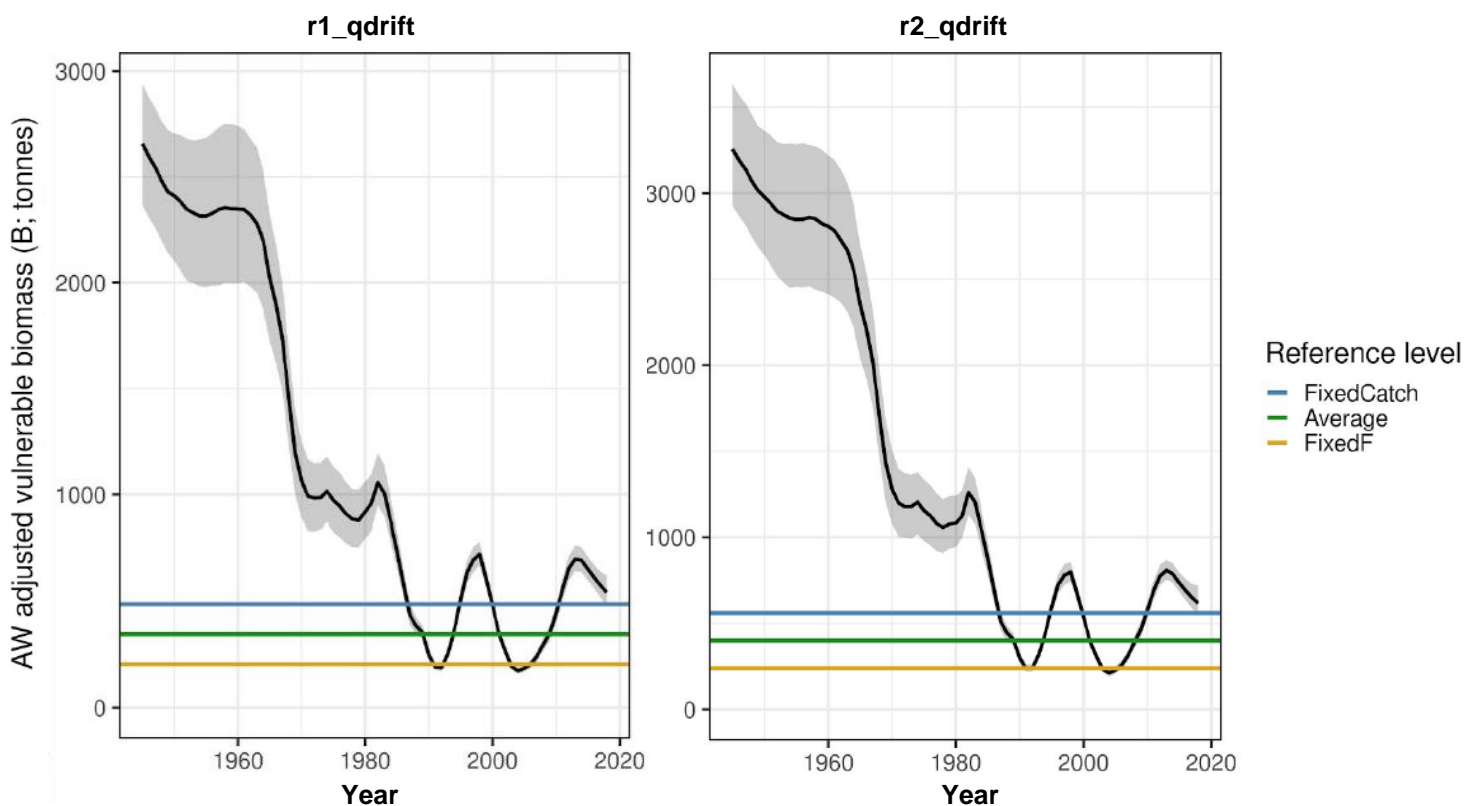 r1_qdrift
r2_qdrift
AW adjusted vulnerable biomass (B; tonnes)
3000
2000
1000
0
1960
1980
2000
2020
Year
3000
2000
1000
0
1960
1980
2000
2020
Year
Reference level
FixedCatch
Average
FixedF